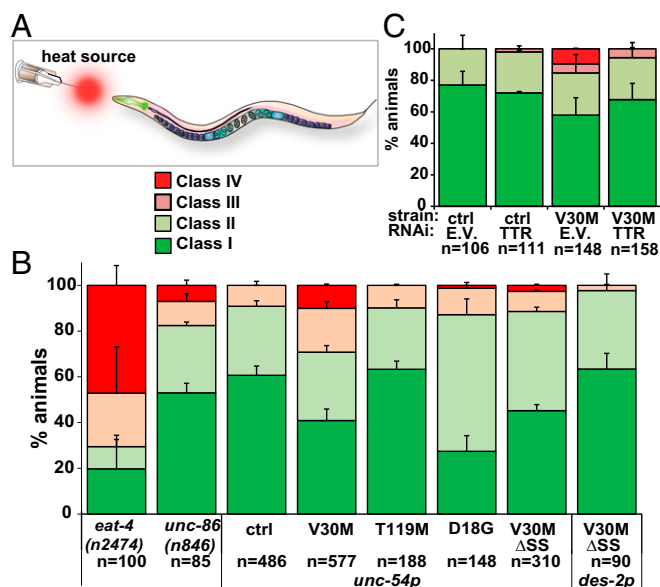 A
heat source
Class IV
Class III
Class II
Class I
C
% animals
100
80
60
40
20
0
strain: ctrl ctrl V30M V30M
RNAi: E.V. TTR E.V. TTR
n=106 n=111 n=148 n=158
B
% animals
100
80
60
40
20
0
eat-4 unc-86 ctrl V30M T119M D18G V30M V30M
(n2474) (n846) ΔSS ΔSS
n=100 n=85 n=486 n=577 n=188 n=148 n=310 n=90
unc-54p des-2p